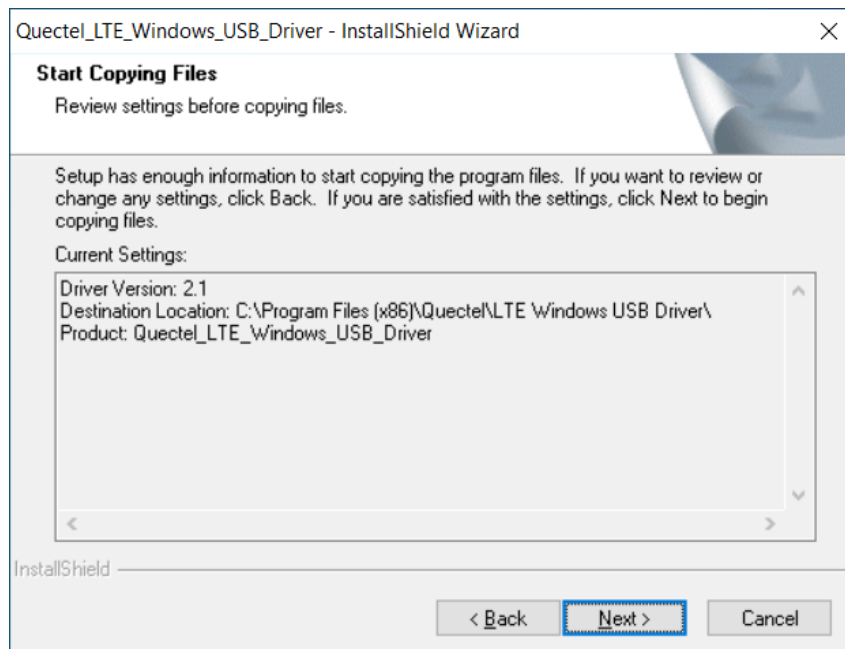 Quectel_LTE_Windows_USB_Driver - InstallShield Wizard
Start Copying Files
Review settings before copying files.
Setup has enough information to start copying the program files. If you want to review or
change any settings, click Back. If you are satisfied with the settings, click Next to begin
copying files.
Current Settings:
Driver Version: 2.1
Destination Location: C:\Program Files (x86)\Quectel\LTE Windows USB Driver\
Product: Quectel_LTE_Windows_USB_Driver
InstallShield
< Back
Next >
Cancel